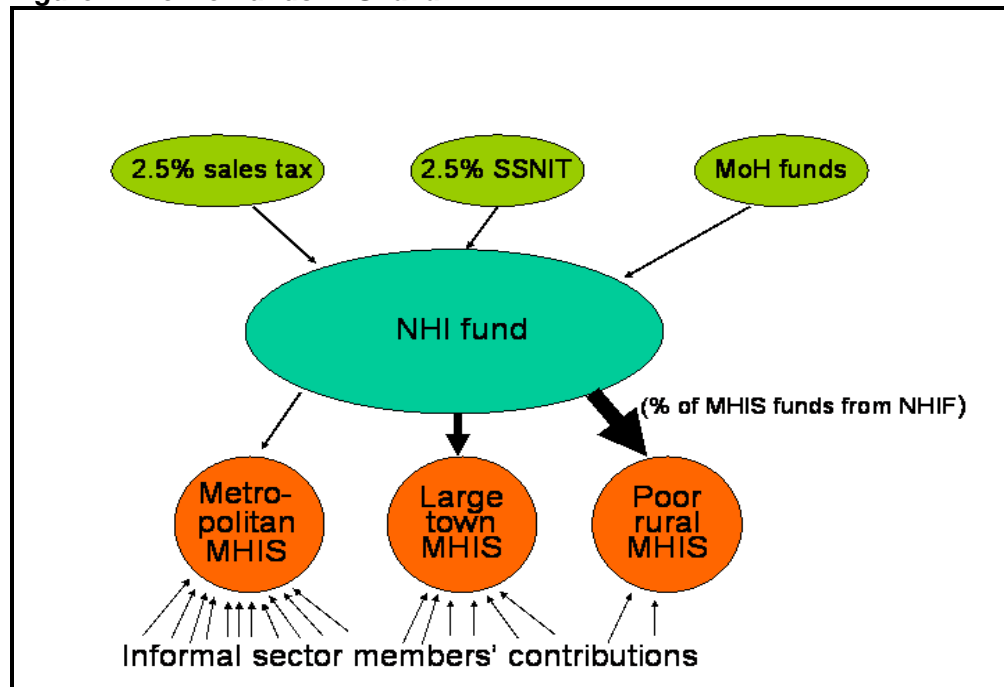 2.5% sales tax
2.5% SSNIT
MoH funds
NHI fund
(% of MHIS funds from NHIF)
Metro-
politan
MHIS
Large
town
MHIS
Poor
rural
MHIS
Informal sector members' contributions